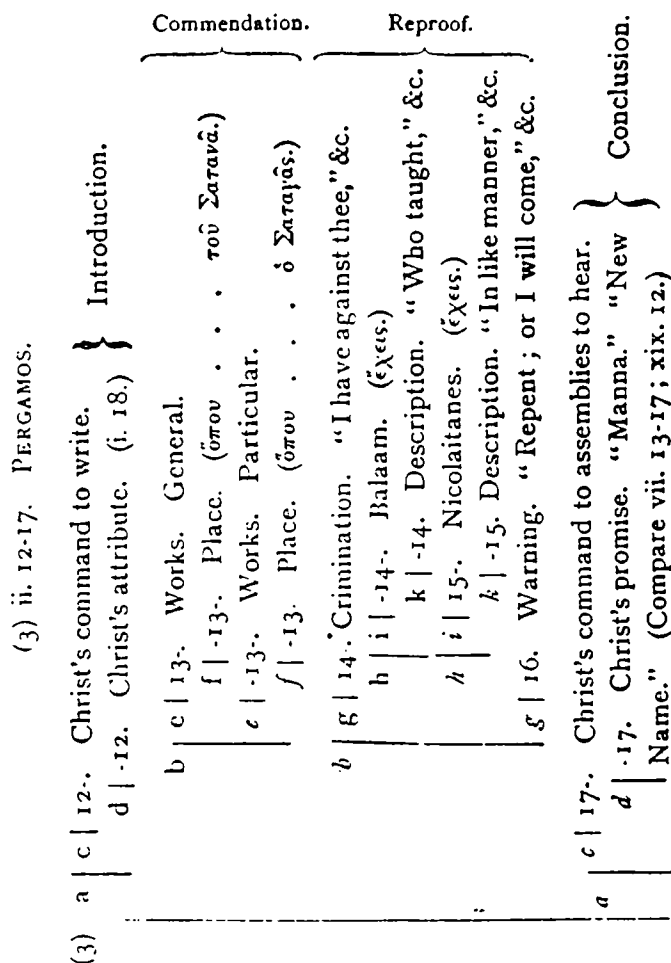 (3) ii. 12-17. PERGAMOS.
(3) a | c | 12-. Christ's command to write.
d | -12. Christ's attribute. (i. 18.)
Introduction.
b | e | 13-. Works. General.
f | -13-. Place. (ὅπου . . . τοῦ Σατανᾶ.)
e | -13-. Works. Particular.
f | -13. Place. (ὅπου . . . ὁ Σατανᾶς.)
Commendation.
b | g | 14-. Crimination. "I have against thee," &c.
h | i | -14-. Balaam. (ἔχεις.)
k | -14. Description. "Who taught," &c.
h | i | 15-. Nicolaitanes. (ἔχεις.)
k | -15. Description. "In like manner," &c.
g | 16. Warning. "Repent; or I will come," &c.
Reproof.
a | c | 17-. Christ's command to assemblies to hear.
d | -17. Christ's promise. "Manna." "New
Name." (Compare vii. 13-17; xix. 12.)
Conclusion.